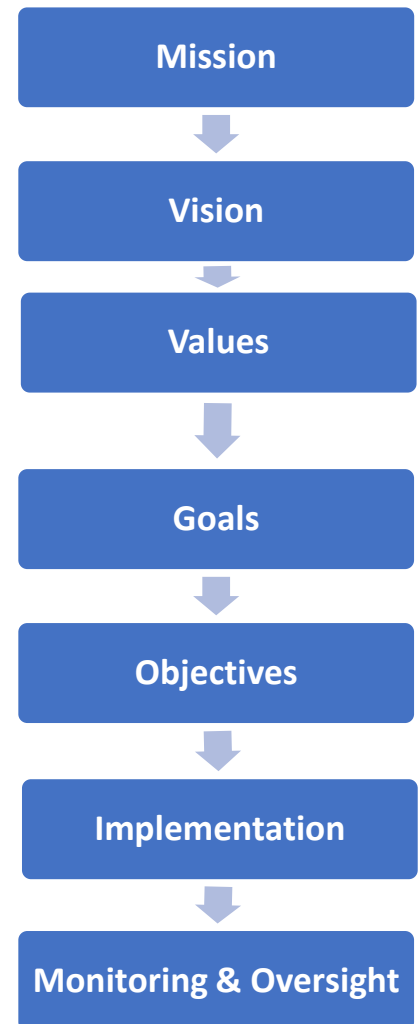 Mission
Vision
Values
Goals
Objectives
Implementation
Monitoring & Oversight